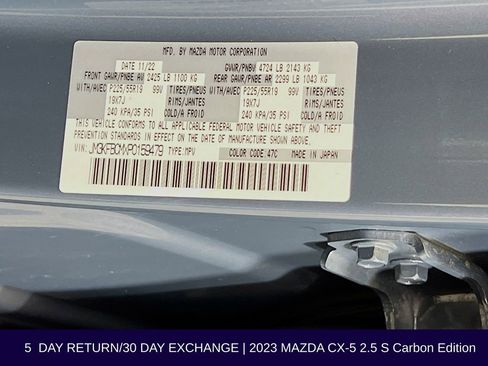 MFD. BY MAZDA MOTOR CORPORATION
DATE 11/22 GVWR/PNBV 4724 LB 2143 KG
FRONT GAWR/PNBE AV 2425 LB 1100 KG REAR GAWR/PNBE AR 2299 LB 1043 KG
WITH/AVEC P225/55R19 99V TIRES/PNEUS WITH/AVEC P225/55R19 99V TIRES/PNEUS
19X7J RIMS/JANTES 19X7J RIMS/JANTES
240 KPA/35 PSI COLD/A FROID 240 KPA/35 PSI COLD/A FROID
THIS VEHICLE CONFORMS TO ALL APPLICABLE FEDERAL MOTOR VEHICLE SAFETY
STANDARDS IN EFFECT ON THE DATE OF MANUFACTURE SHOWN ABOVE.
VIN: JM3KFBCMXP0159479 TYPE:MPV COLOR CODE 47C MADE IN JAPAN
5 DAY RETURN/30 DAY EXCHANGE | 2023 MAZDA CX-5 2.5 S Carbon Edition